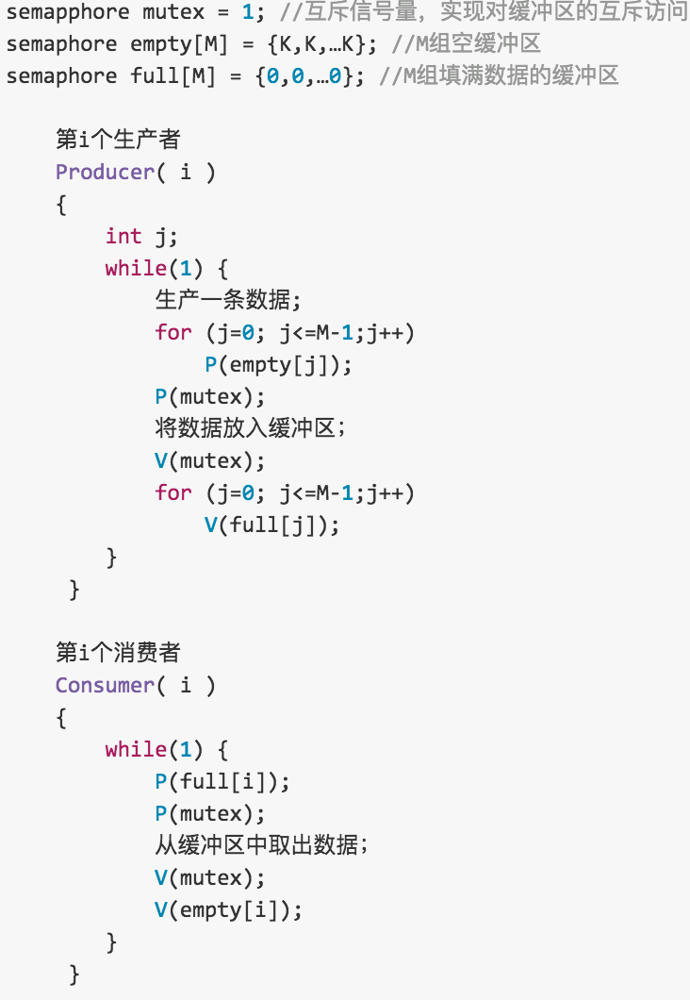 semapphore mutex = 1; //互斥信号量，实现对缓冲区的互斥访问
semaphore empty[M] = {K,K,…K}; //M组空缓冲区
semaphore full[M] = {0,0,…0}; //M组填满数据的缓冲区
第i个生产者
Producer( i )
{
int j;
while(1) {
生产一条数据;
for (j=0; j<=M-1;j++)
P(empty[j]);
P(mutex);
将数据放入缓冲区;
V(mutex);
for (j=0; j<=M-1;j++)
V(full[j]);
}
}
第i个消费者
Consumer( i )
{
while(1) {
P(full[i]);
P(mutex);
从缓冲区中取出数据;
V(mutex);
V(empty[i]);
}
}